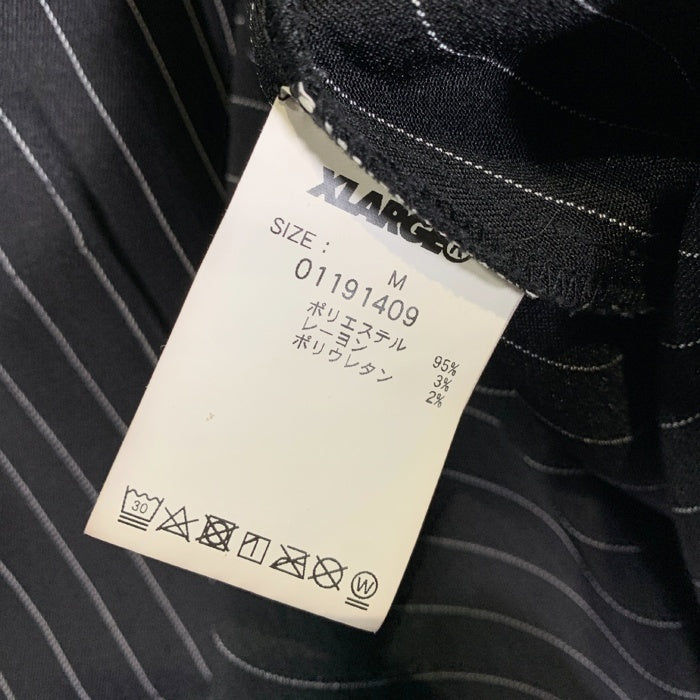 XLARGE®
SIZE : M
01191409
ポリエステル 95%
レーヨン 3%
ポリウレタン 2%
30
W